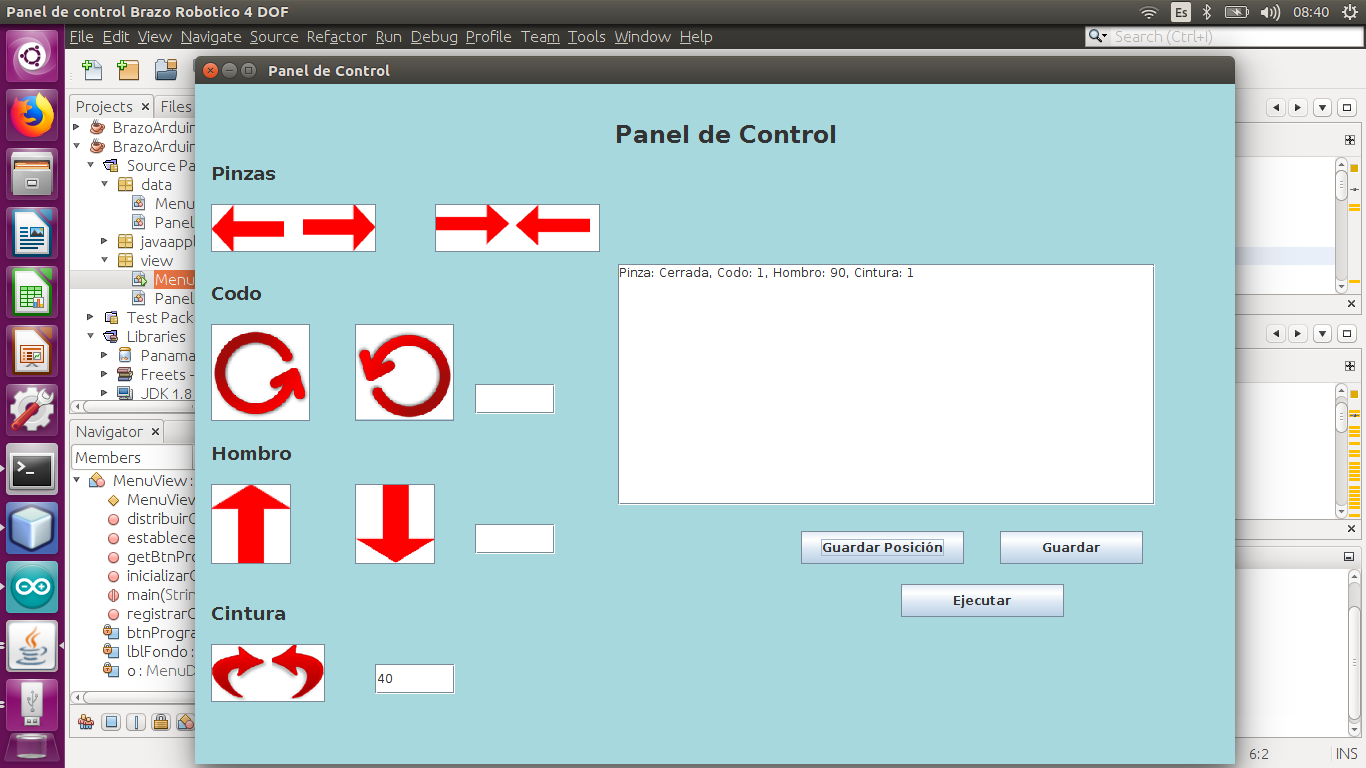 Panel de control Brazo Robotico 4 DOF
Es
08:40
File Edit View Navigate Source Refactor Run Debug Profile Team Tools Window Help
Search (Ctrl+I)
Panel de Control
Projects
Files
BrazoArduin
BrazoArduin
Source Pa
data
Menu
Panel
javaappl
view
Menu
Panel
Test Pack
Libraries
Panama
Freets -
JDK 1.8
Navigator
Members
MenuView :
MenuView
distribuirC
establece
getBtnPro
inicializarC
main(String
registrarC
btnProgra
lblFondo :
o : MenuD
Panel de Control
Pinzas
Codo
Hombro
Cintura
40
Pinza: Cerrada, Codo: 1, Hombro: 90, Cintura: 1
Guardar Posición
Guardar
Ejecutar
6:2
INS